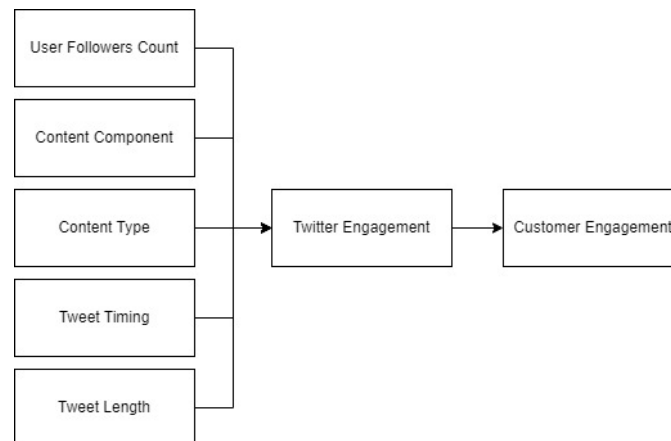 User Followers Count
Content Component
Content Type
Twitter Engagement
Customer Engagement
Tweet Timing
Tweet Length